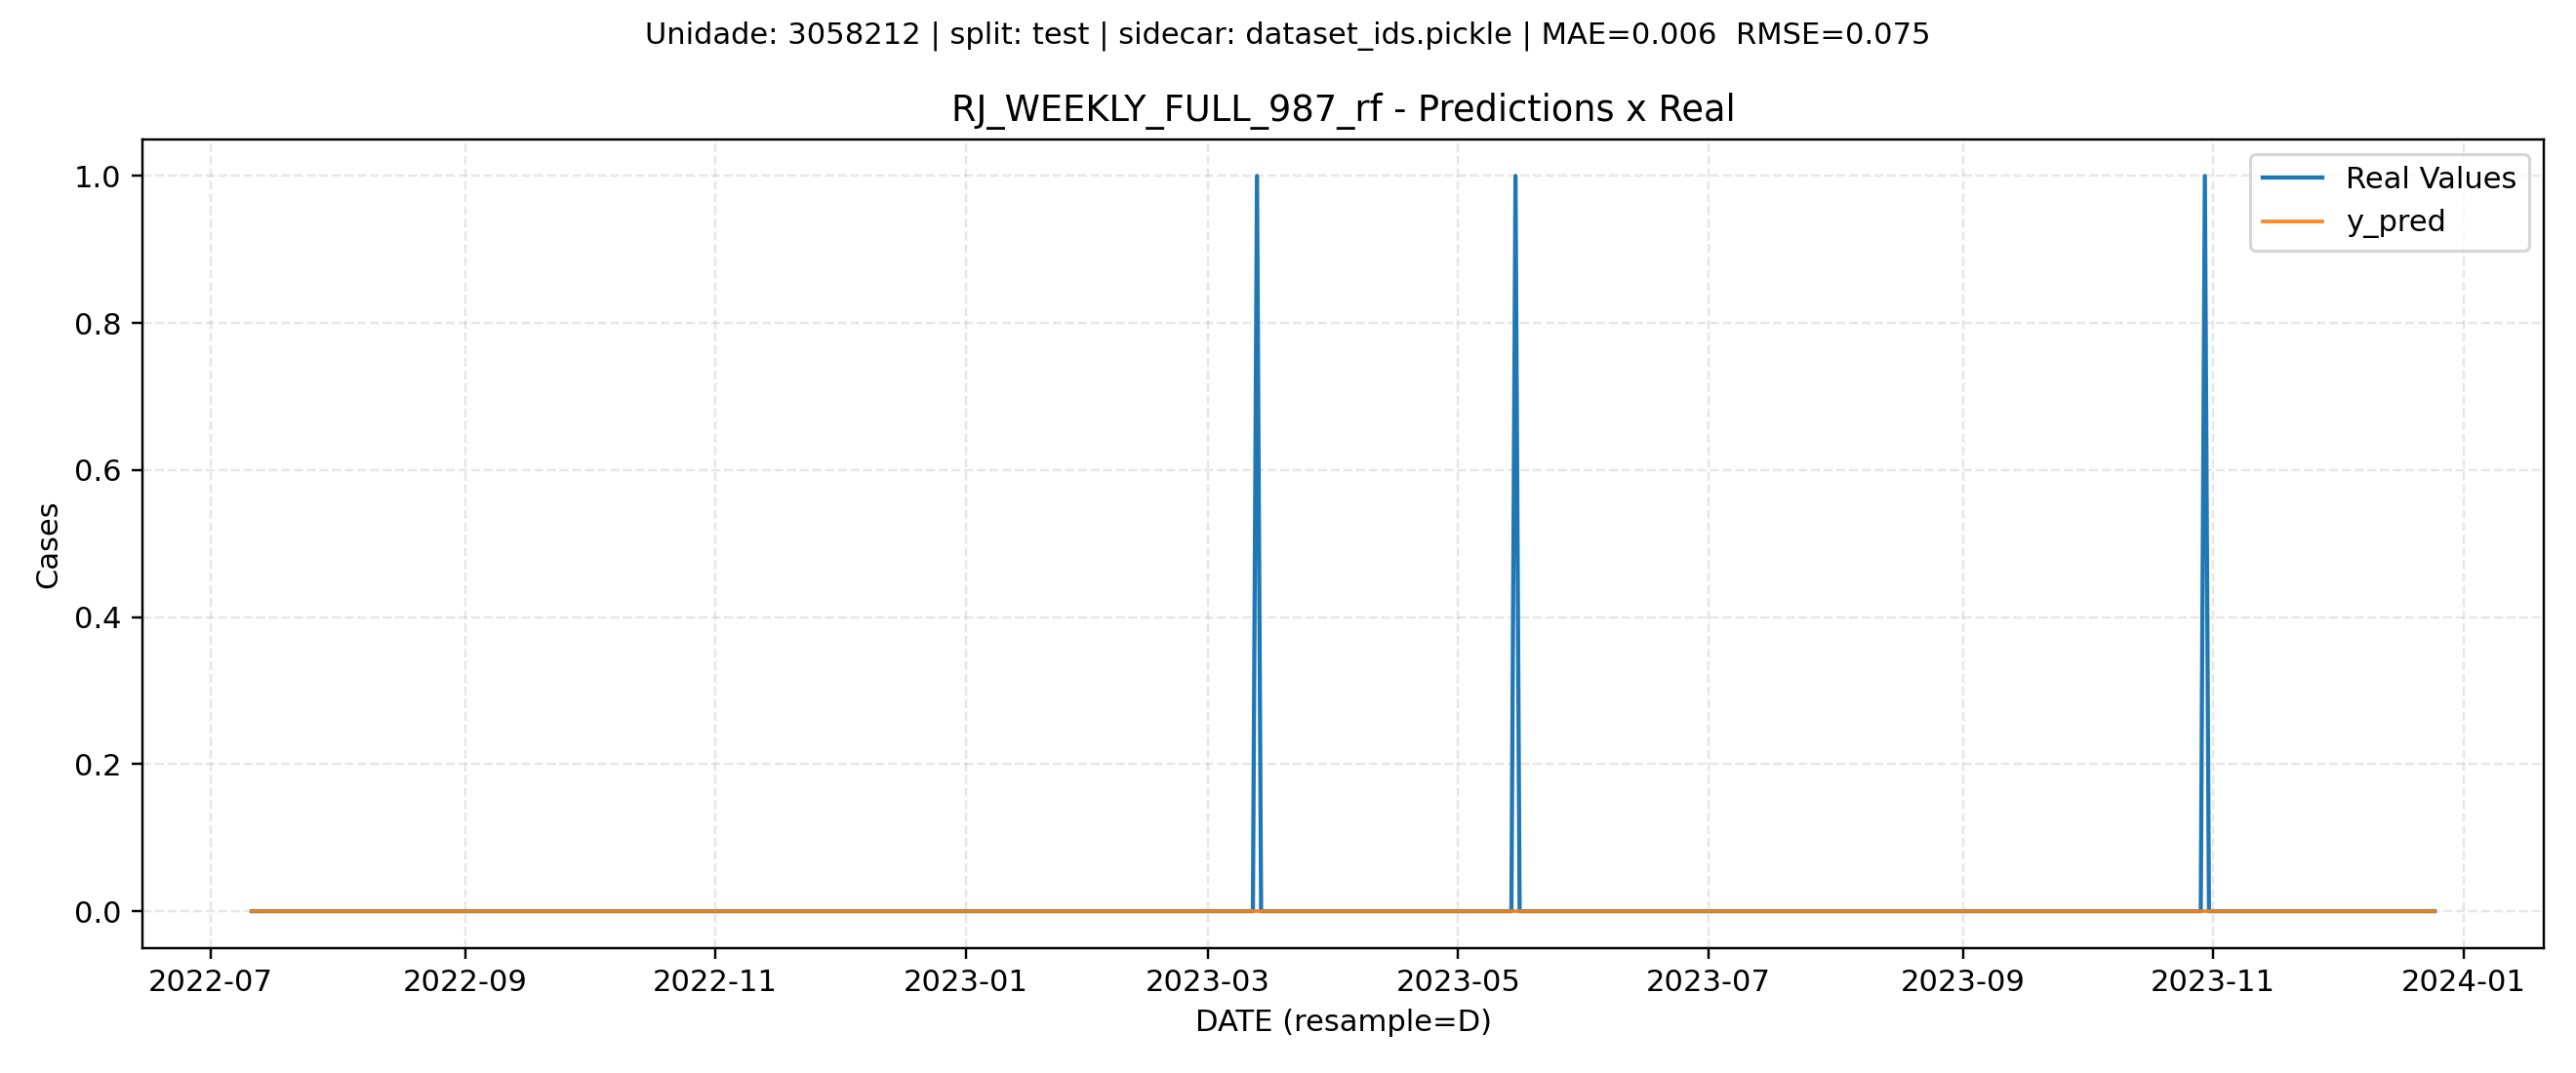 Unidade: 3058212 | split: test | sidecar: dataset_ids.pickle | MAE=0.006  RMSE=0.075
RJ_WEEKLY_FULL_987_rf - Predictions x Real
Real Values
y_pred
1.0
0.8
0.6
0.4
0.2
0.0
Cases
2022-07 2022-09 2022-11 2023-01 2023-03 2023-05 2023-07 2023-09 2023-11 2024-01
DATE (resample=D)